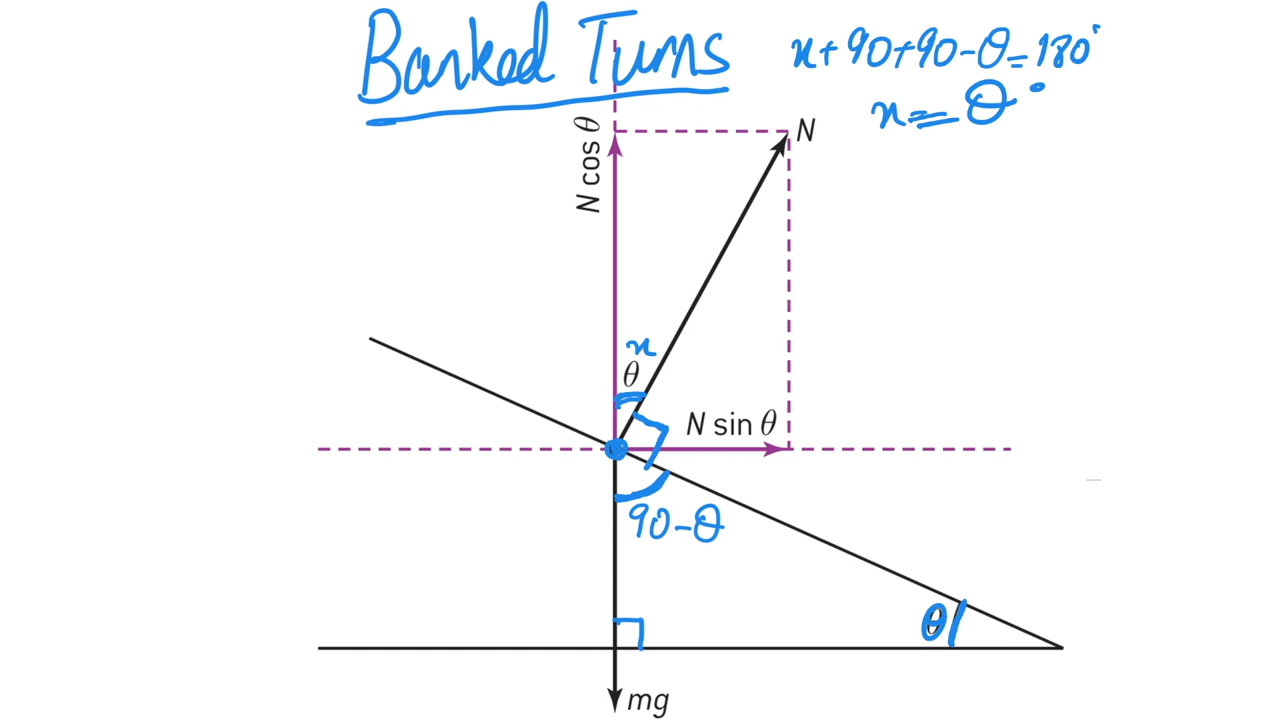 Banked Turns
x+90+90-θ=180°
x=θ°
N
N cos θ
x
θ
N sin θ
90-θ
θ
mg